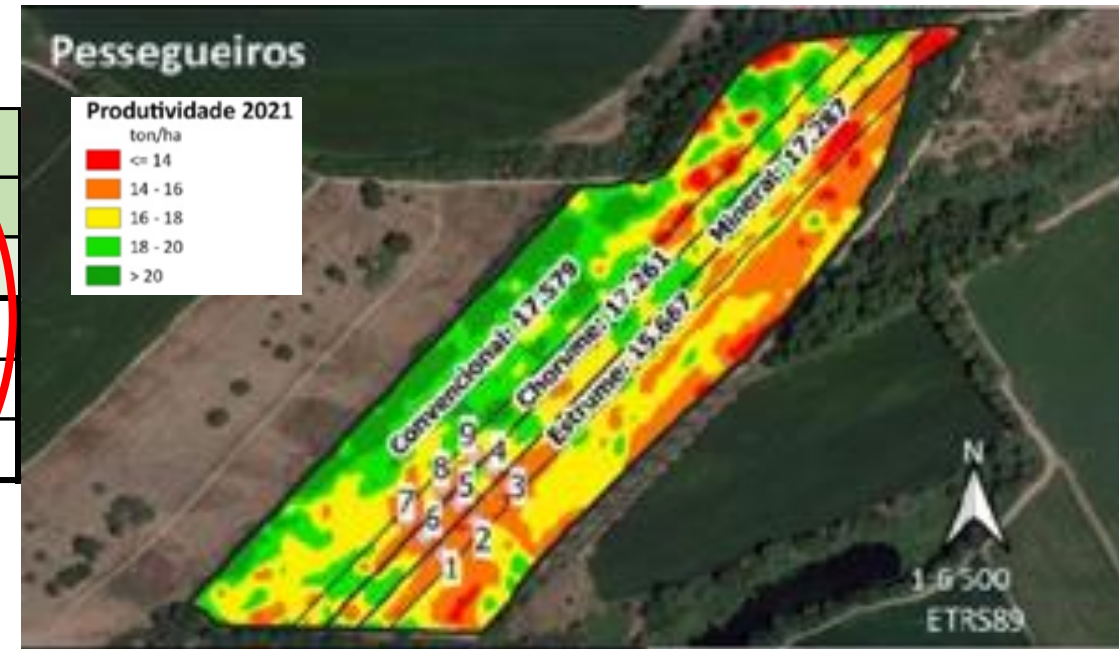 Pessegueiros
Produtividade 2021
ton/ha
<= 14
14 - 16
16 - 18
18 - 20
> 20
Mineral: 17.287
Convencional: 17.579
Chorume: 17.261
Estrume: 15.667
9
8
4
7
5
3
6
2
1
N
1:6 500
ETRS89